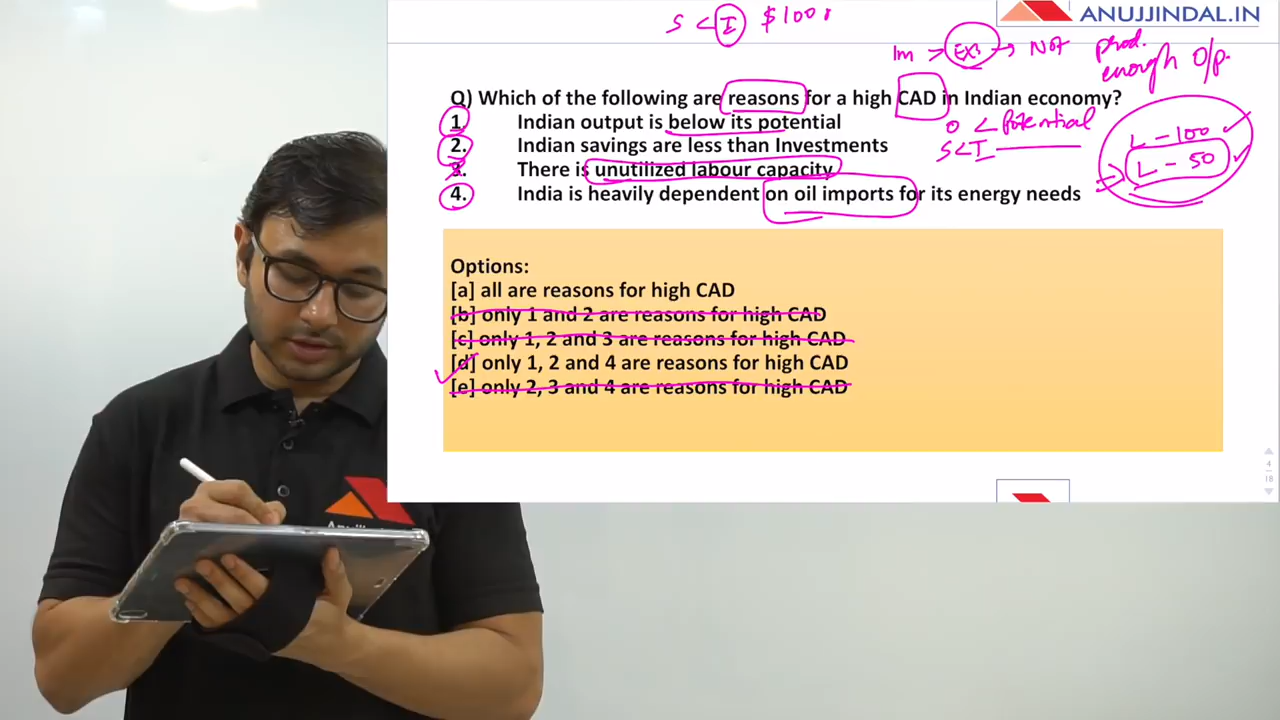 S < I $100
ANUJJINDAL.IN
Im > Ex → Not prod. enough O/p.
Q) Which of the following are reasons for a high CAD in Indian economy?
1. Indian output is below its potential
O < Potential
2. Indian savings are less than Investments
S < I
L - 100
3. There is unutilized labour capacity
L - 50
4. India is heavily dependent on oil imports for its energy needs
Options:
[a] all are reasons for high CAD
[b] only 1 and 2 are reasons for high CAD
[c] only 1, 2 and 3 are reasons for high CAD
[d] only 1, 2 and 4 are reasons for high CAD
[e] only 2, 3 and 4 are reasons for high CAD
4
18